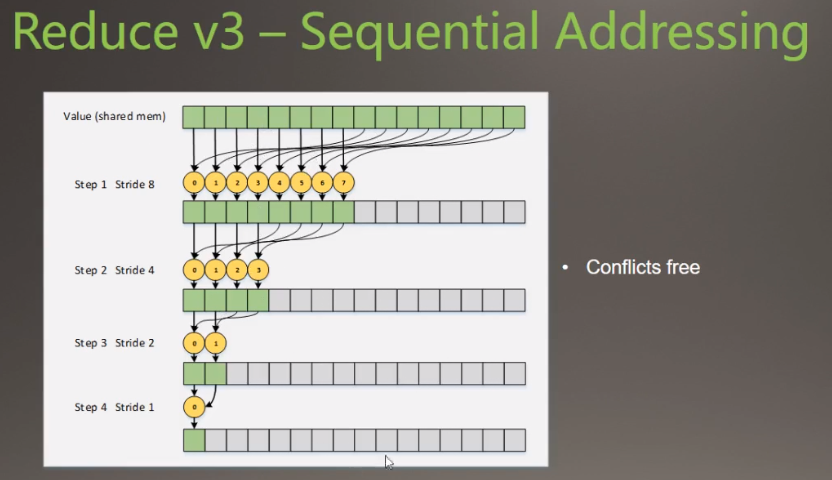 Reduce v3 – Sequential Addressing
Value (shared mem)
0 1 2 3 4 5 6 7
Step 1 Stride 8
0 1 2 3
Step 2 Stride 4
• Conflicts free
0 1
Step 3 Stride 2
0
Step 4 Stride 1